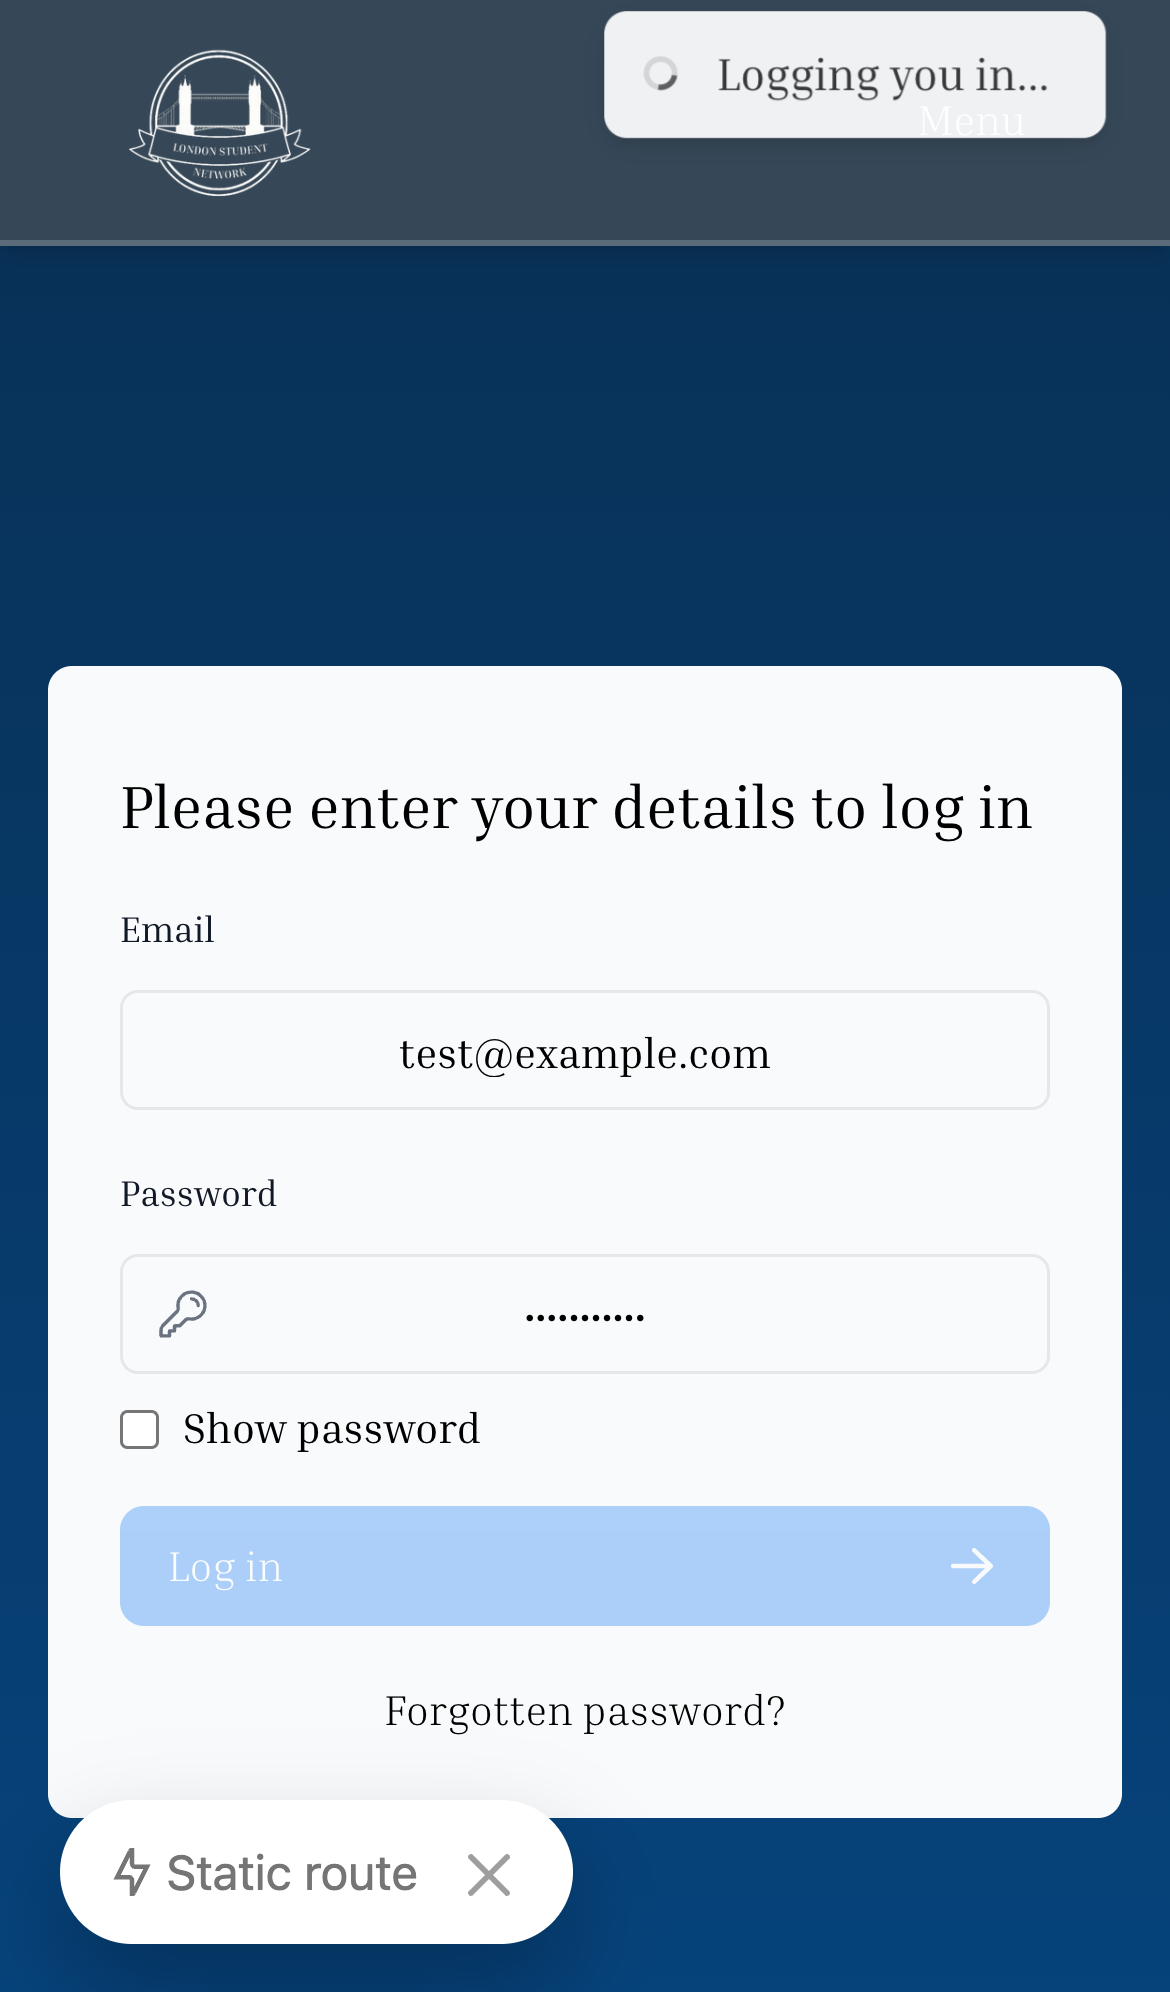 LONDON STUDENT
NETWORK
Logging you in...
Menu
Please enter your details to log in
Email
test@example.com
Password
•••••••••••
Show password
Log in
Forgotten password?
Static route